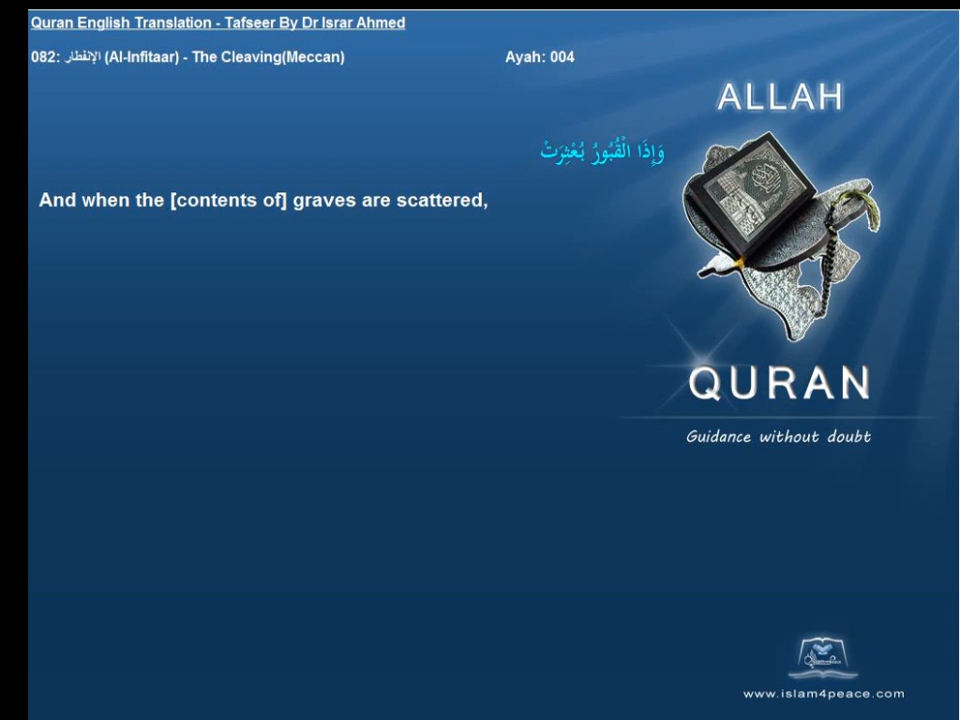 Quran English Translation - Tafseer By Dr Israr Ahmed
082: الإنفطار (Al-Infitaar) - The Cleaving(Meccan) Ayah: 004
ALLAH
وَإِذَا الْقُبُورُ بُعْثِرَتْ
And when the [contents of] graves are scattered,
QURAN
Guidance without doubt
www.islam4peace.com